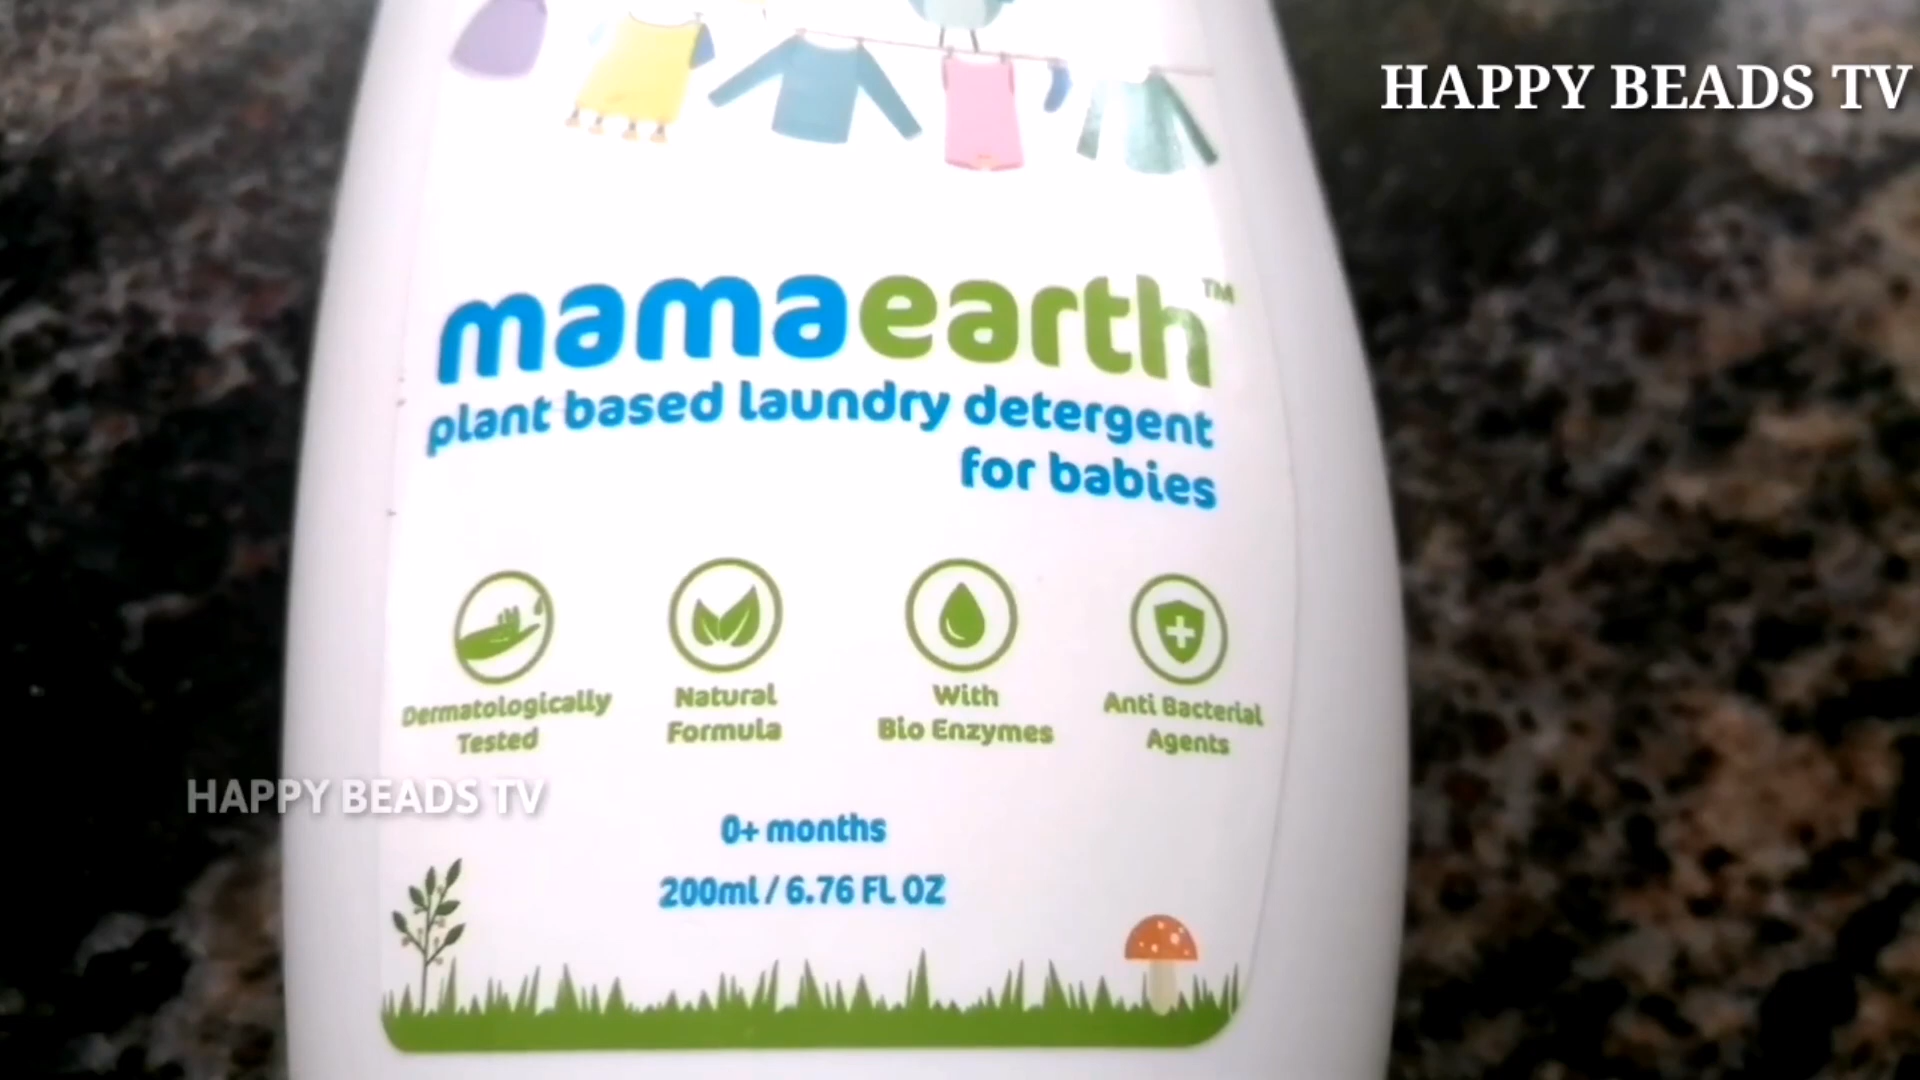 HAPPY BEADS TV
mamaearth™
plant based laundry detergent
for babies
Dermatologically
Tested
Natural
Formula
With
Bio Enzymes
Anti Bacterial
Agents
HAPPY BEADS TV
0+ months
200ml / 6.76 FL OZ